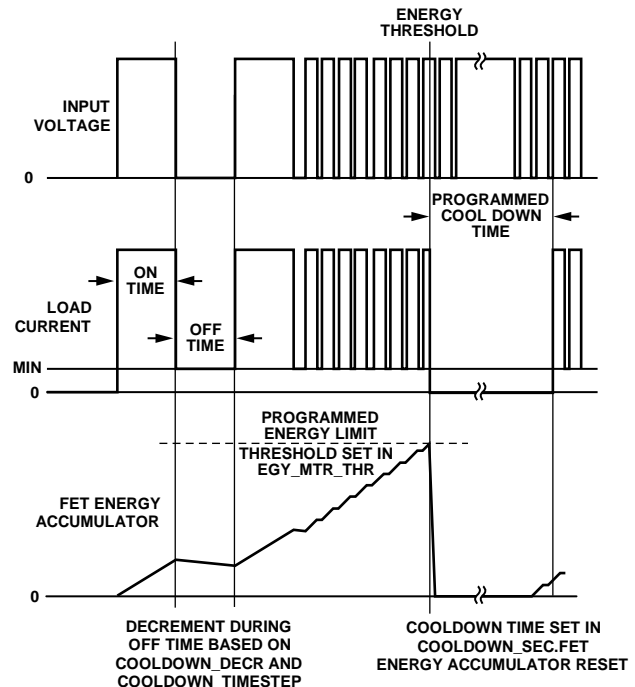 ENERGY
THRESHOLD
INPUT
VOLTAGE
0
PROGRAMMED
COOL DOWN
TIME
ON
TIME
LOAD
CURRENT
OFF
TIME
MIN
0
PROGRAMMED
ENERGY LIMIT
THRESHOLD SET IN
EGY_MTR_THR
FET ENERGY
ACCUMULATOR
0
DECREMENT DURING
OFF TIME BASED ON
COOLDOWN_DECR AND
COOLDOWN_TIMESTEP
COOLDOWN TIME SET IN
COOLDOWN_SEC.FET
ENERGY ACCUMULATOR RESET